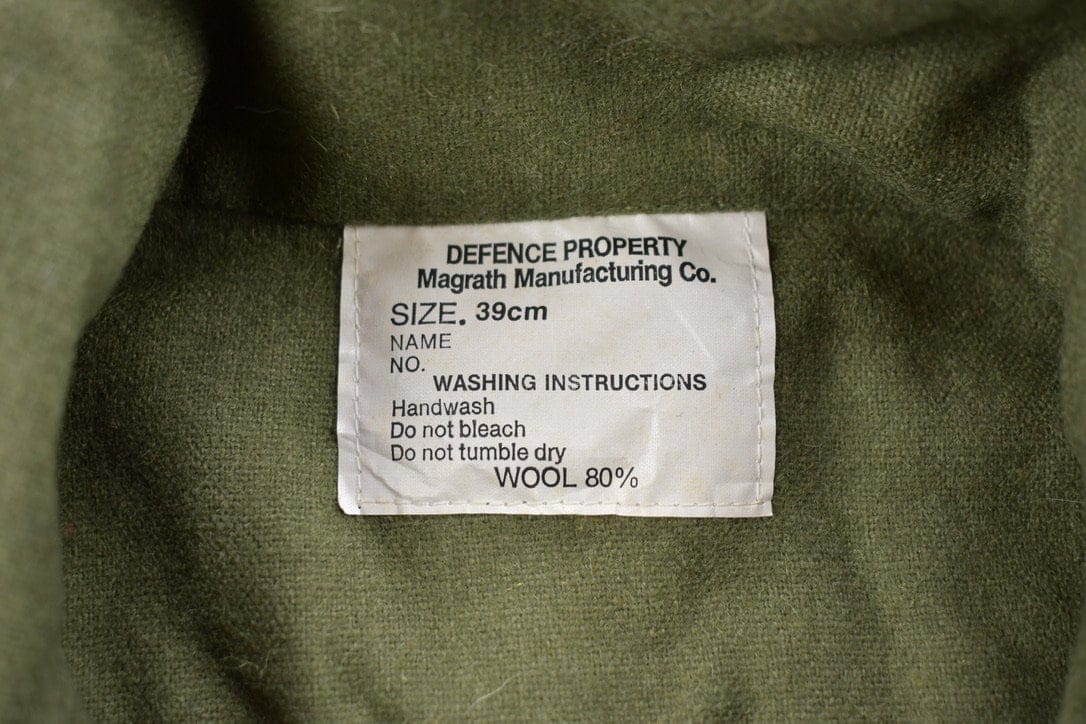 DEFENCE PROPERTY
Magrath Manufacturing Co.
SIZE. 39cm
NAME
NO.
WASHING INSTRUCTIONS
Handwash
Do not bleach
Do not tumble dry
WOOL 80%